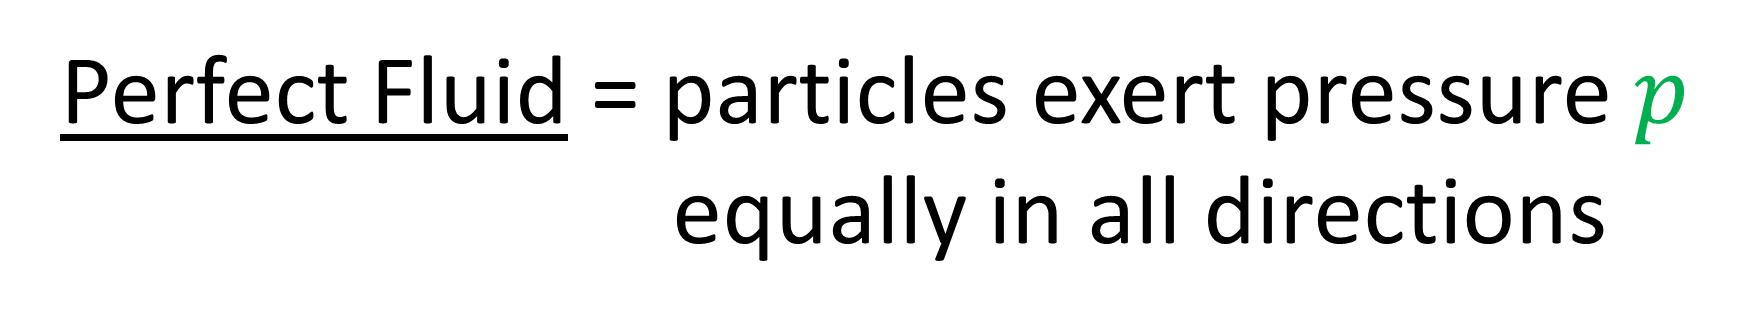 Perfect Fluid = particles exert pressure p
equally in all directions